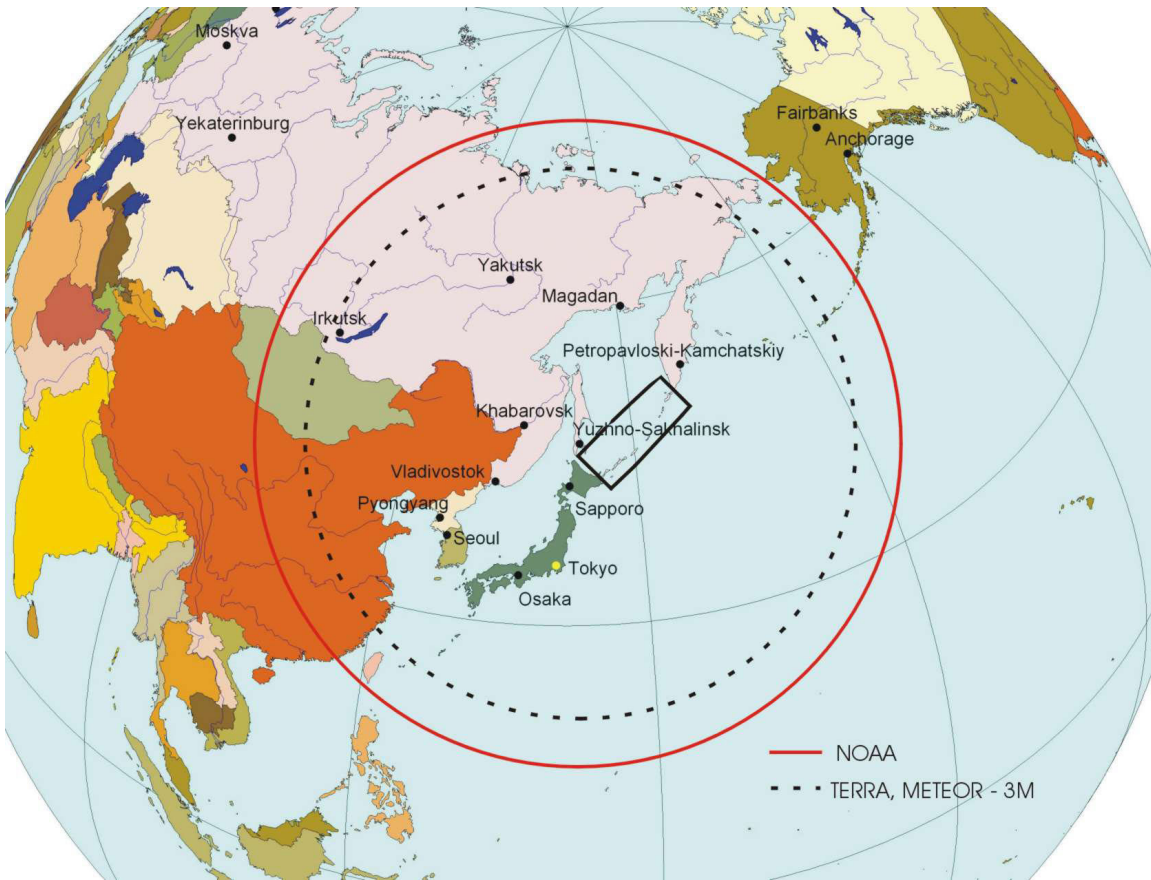 Moskva
Yekaterinburg
Fairbanks
Anchorage
Yakutsk
Magadan
Irkutsk
Petropavloski-Kamchatskiy
Khabarovsk
Yuzhno-Sakhalinsk
Vladivostok
Pyongyang
Sapporo
Seoul
Tokyo
Osaka
NOAA
TERRA, METEOR - 3M